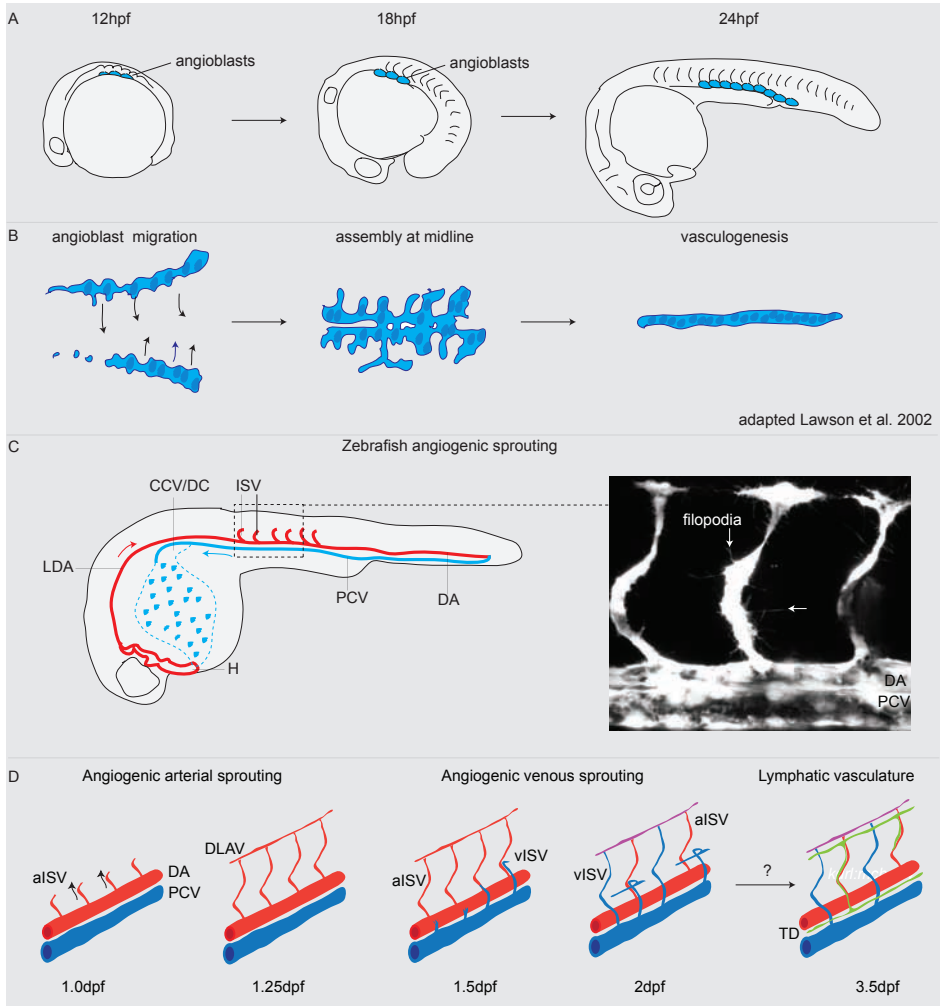 A
12hpf
18hpf
24hpf
angioblasts
angioblasts
B
angioblast migration
assembly at midline
vasculogenesis
adapted Lawson et al. 2002
C
Zebrafish angiogenic sprouting
CCV/DC
ISV
LDA
PCV
DA
H
filopodia
DA
PCV
D
Angiogenic arterial sprouting
Angiogenic venous sprouting
Lymphatic vasculature
aISV
DA
PCV
DLAV
aISV
vISV
vISV
aISV
?
TD
1.0dpf
1.25dpf
1.5dpf
2dpf
3.5dpf